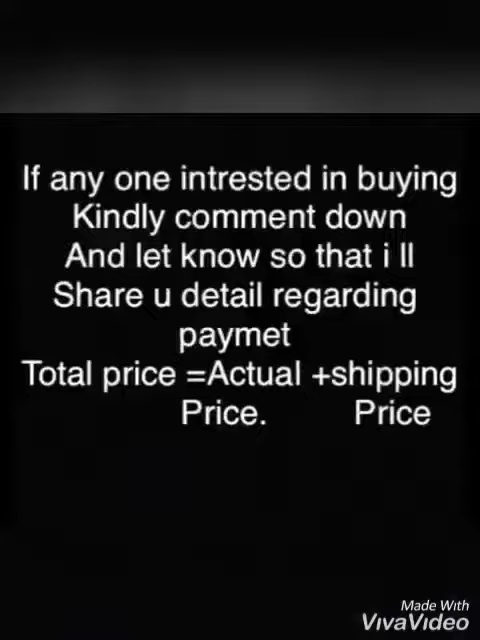 If any one intrested in buying
Kindly comment down
And let know so that i ll
Share u detail regarding
paymet
Total price =Actual +shipping
Price. Price
Made With
VivaVideo